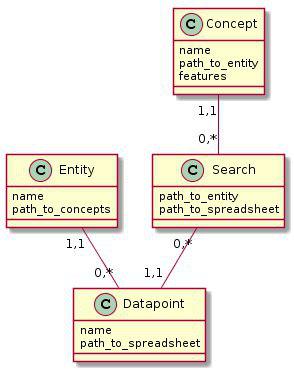 C Concept
name
path_to_entity
features
1,1
0,*
C Entity
name
path_to_concepts
C Search
path_to_entity
path_to_spreadsheet
1,1
0,*
0,*
1,1
C Datapoint
name
path_to_spreadsheet